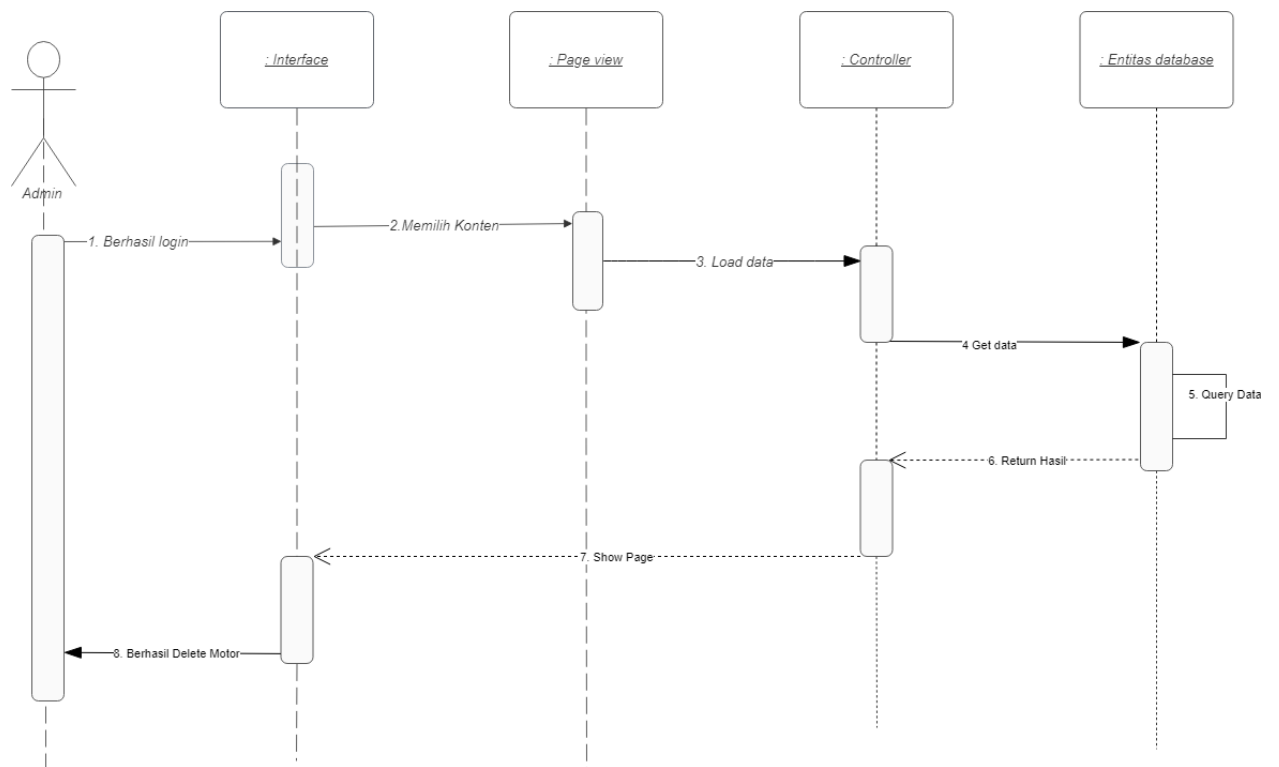 : Interface
: Page view
: Controller
: Entitas database
Admin
1. Berhasil login
2.Memilih Konten
3. Load data
4 Get data
5. Query Data
6. Return Hasil
7. Show Page
8. Berhasil Delete Motor